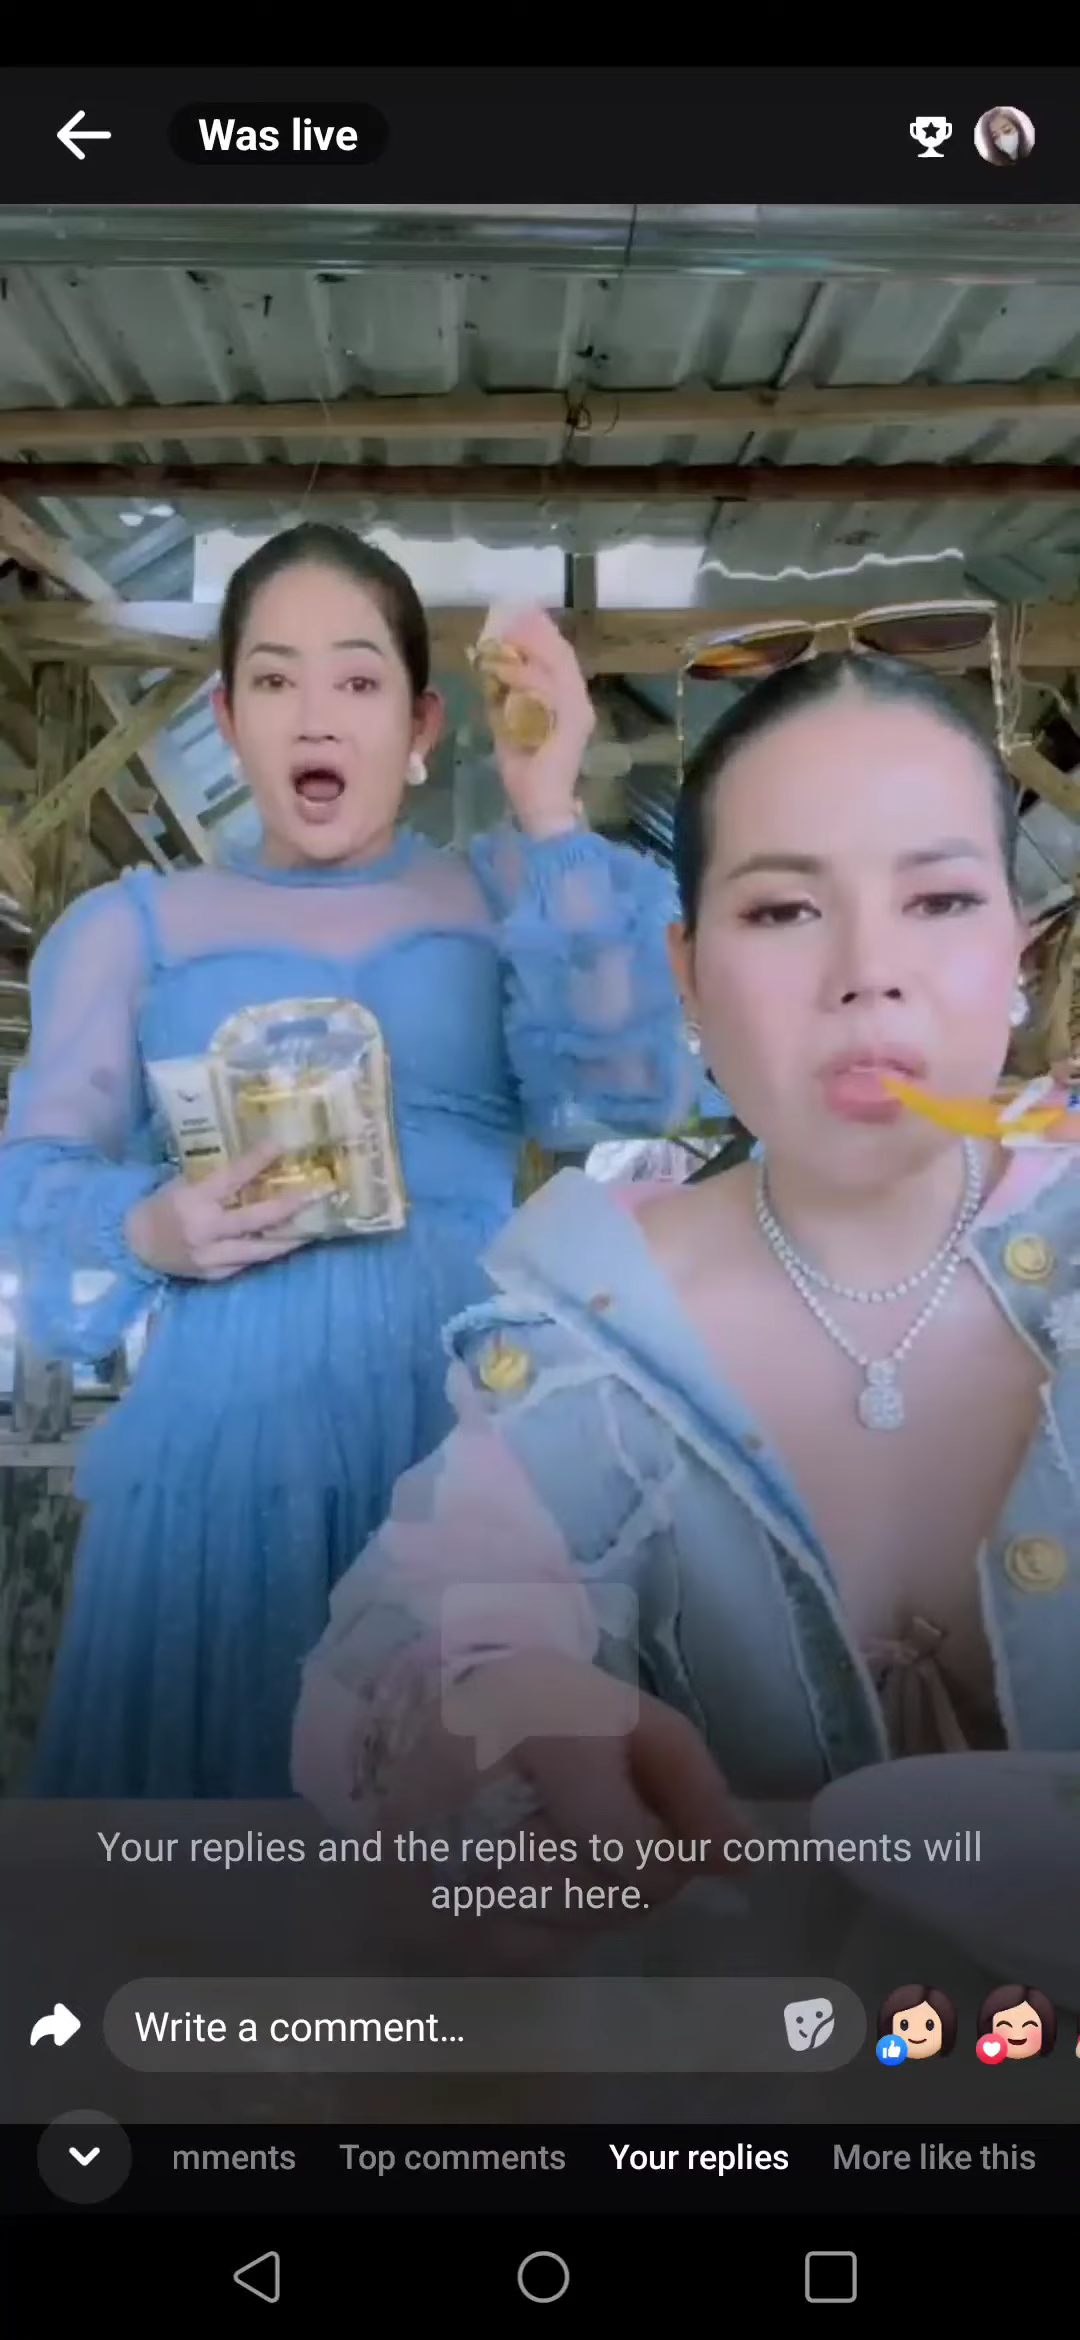 Was live
Your replies and the replies to your comments will
appear here.
Write a comment...
mments
Top comments
Your replies
More like this